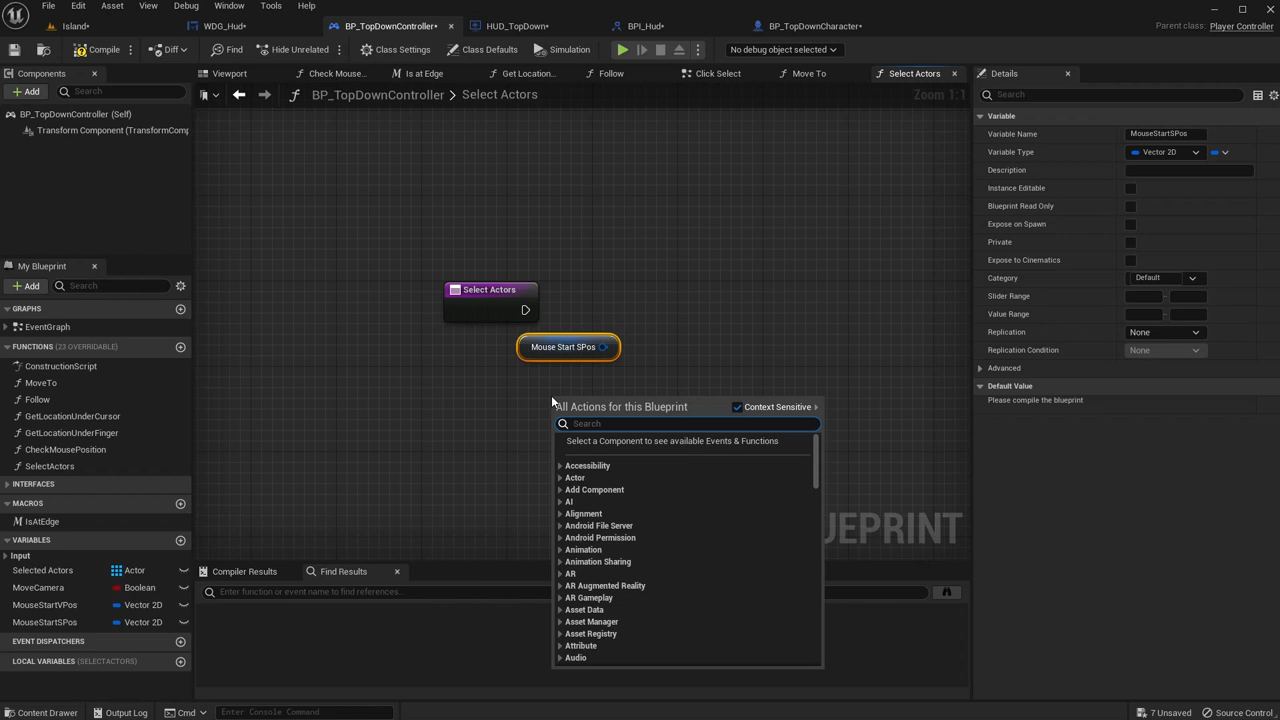 File Edit Asset View Debug Window Tools Help
Island• WDG_Hud• BP_TopDownController• HUD_TopDown• BPI_Hud• BP_TopDownCharacter• Parent class: Player Controller
Compile Diff Find Hide Unrelated Class Settings Class Defaults Simulation No debug object selected
Components Viewport Check Mouse... Is at Edge Get Location... Follow Click Select Move To Select Actors Details
Add Search BP_TopDownController > Select Actors Zoom 1:1 Search
BP_TopDownController (Self)
Transform Component (TransformComp
Variable
Variable Name MouseStartSPos
Variable Type Vector 2D
Description
Instance Editable
Blueprint Read Only
Expose on Spawn
Private
Expose to Cinematics
Category Default
Slider Range
Value Range
Replication None
Replication Condition None
Advanced
Default Value
Please compile the blueprint
My Blueprint
Add Search
GRAPHS
EventGraph
FUNCTIONS (23 OVERRIDABLE)
ConstructionScript
MoveTo
Follow
GetLocationUnderCursor
GetLocationUnderFinger
CheckMousePosition
SelectActors
INTERFACES
MACROS
IsAtEdge
VARIABLES
Input
Selected Actors Actor
MoveCamera Boolean
MouseStartVPos Vector 2D
MouseStartSPos Vector 2D
EVENT DISPATCHERS
LOCAL VARIABLES (SELECTACTORS)
Select Actors
Mouse Start SPos
All Actions for this Blueprint Context Sensitive
Search
Select a Component to see available Events & Functions
Accessibility
Actor
Add Component
AI
Alignment
Android File Server
Android Permission
Animation
Animation Sharing
AR
AR Augmented Reality
AR Gameplay
Asset Data
Asset Manager
Asset Registry
Attribute
Audio
UEPRINT
Compiler Results Find Results
Enter function or event name to find references...
Content Drawer Output Log Cmd Enter Console Command 7 Unsaved Source Control